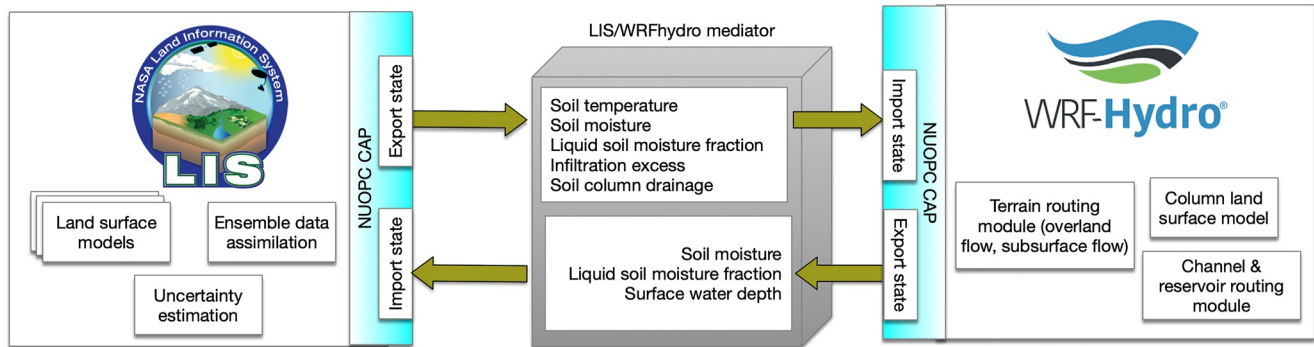 NASA Land Information System
LIS
Land surface
models
Ensemble data
assimilation
Uncertainty
estimation
NUOPC CAP
Export state
Import state
LIS/WRFhydro mediator
Soil temperature
Soil moisture
Liquid soil moisture fraction
Infiltration excess
Soil column drainage
Soil moisture
Liquid soil moisture fraction
Surface water depth
Import state
Export state
NUOPC CAP
WRF-Hydro®
Terrain routing
module (overland
flow, subsurface flow)
Column land
surface model
Channel &
reservoir routing
module